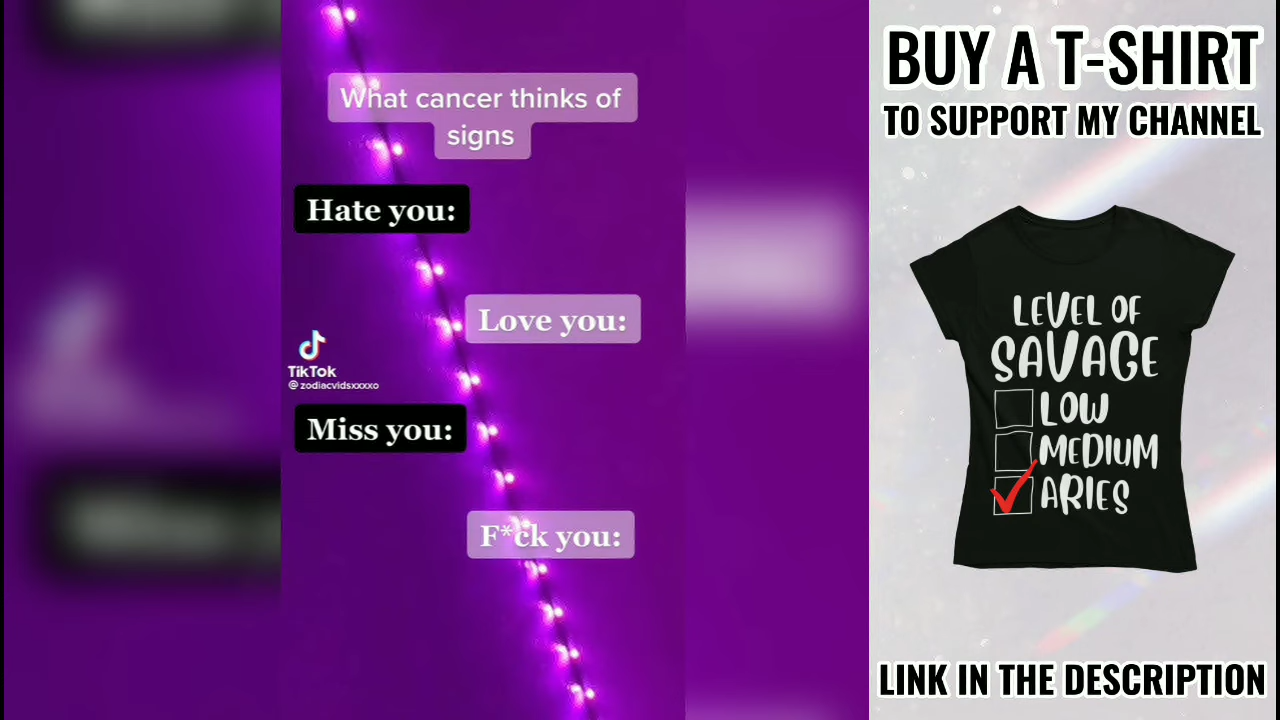 What cancer thinks of
signs
Hate you:
Love you:
TikTok
@zodiacvidsxxxxo
Miss you:
F*ck you:
BUY A T-SHIRT
TO SUPPORT MY CHANNEL
LEVEL OF
SAVAGE
LOW
MEDIUM
ARIES
LINK IN THE DESCRIPTION